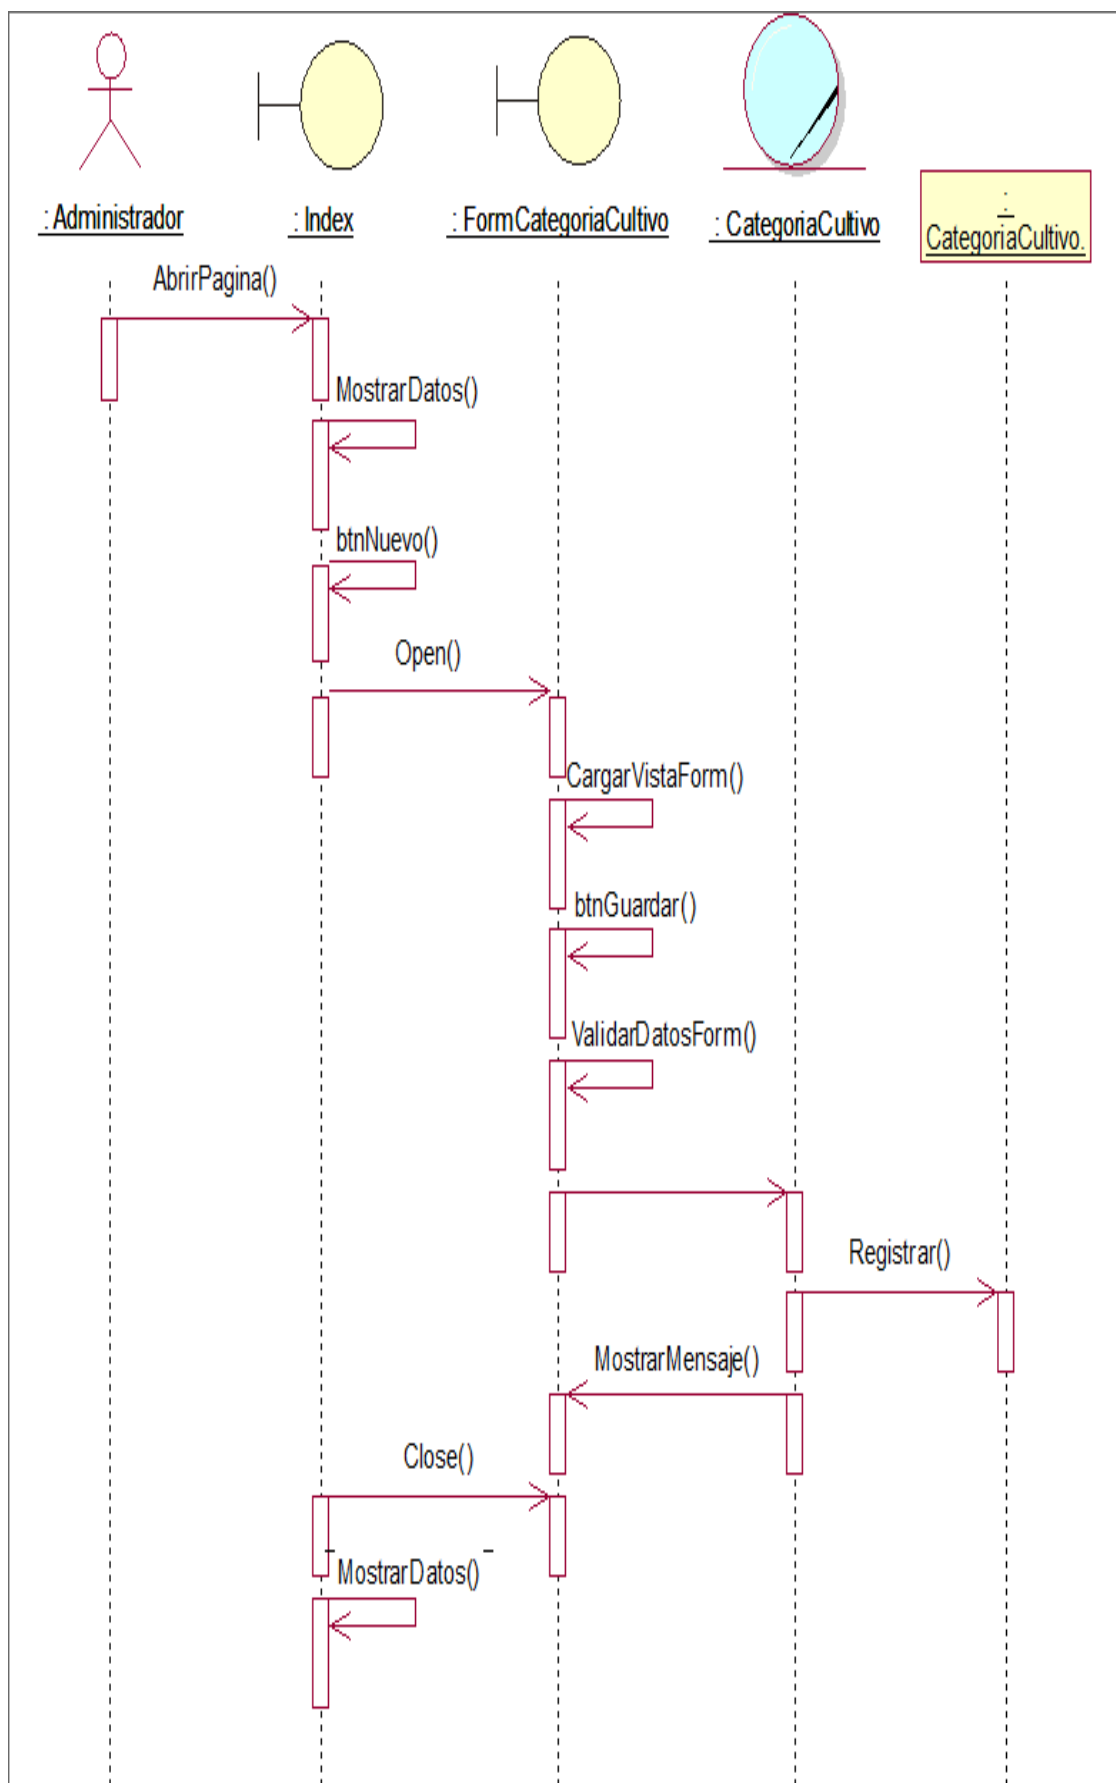 : Administrador
: Index
: FormCategoriaCultivo
: CategoriaCultivo
:
CategoriaCultivo.
AbrirPagina()
MostrarDatos()
btnNuevo()
Open()
CargarVistaForm()
btnGuardar()
ValidarDatosForm()
Registrar()
MostrarMensaje()
Close()
MostrarDatos()